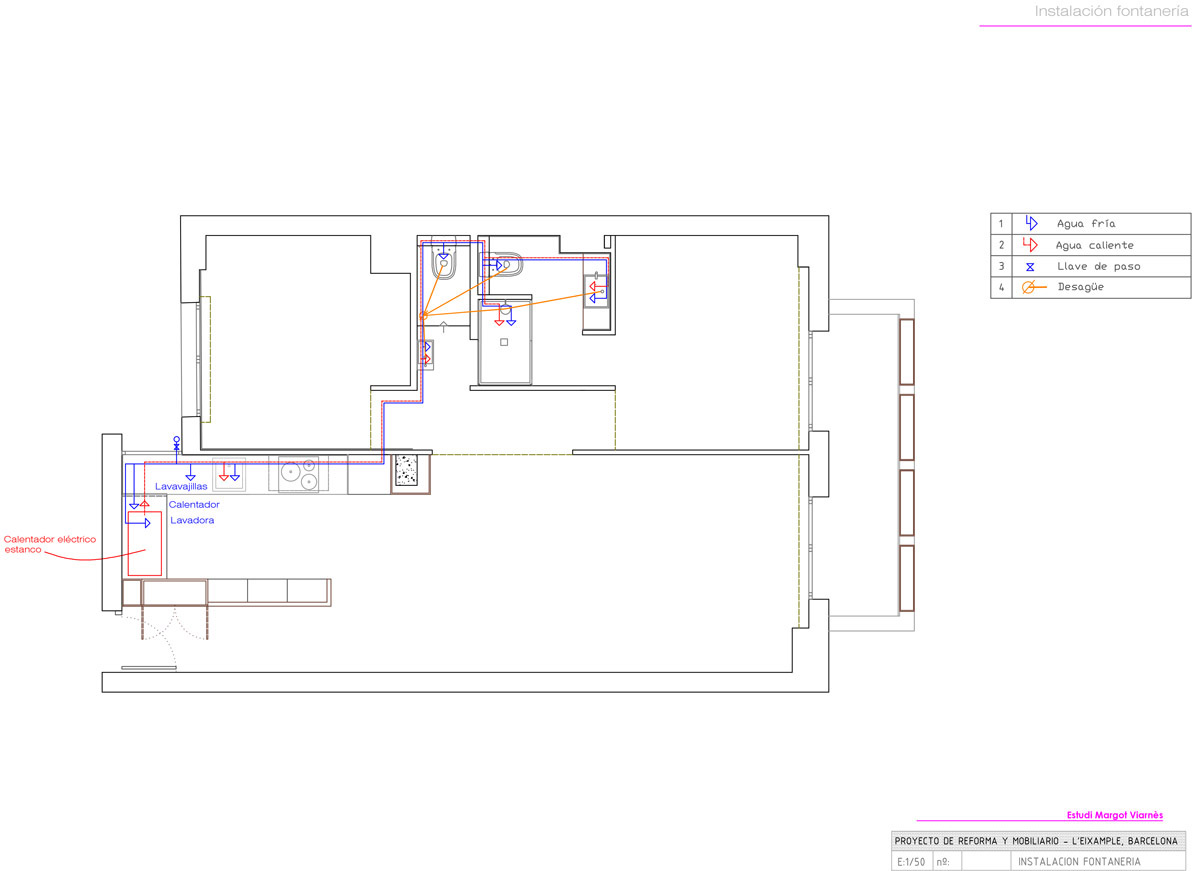 Instalación fontanería
1 Agua fría
2 Agua caliente
3 Llave de paso
4 Desagüe
Lavavajillas
Calentador
Lavadora
Calentador eléctrico
estanco
Estudi Margot Viarnès
PROYECTO DE REFORMA Y MOBILIARIO - L'EIXAMPLE, BARCELONA
E:1/50 nº: INSTALACION FONTANERIA